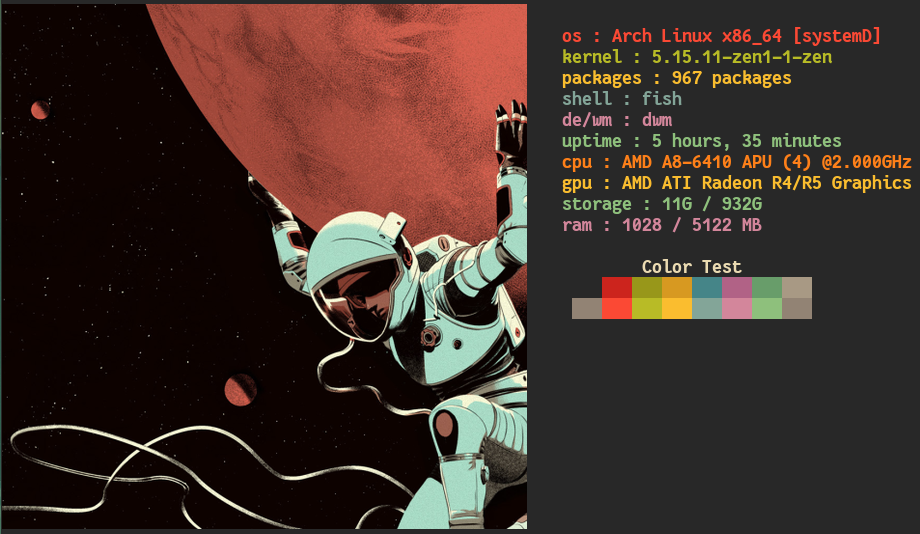 os : Arch Linux x86_64 [systemD]
kernel : 5.15.11-zen1-1-zen
packages : 967 packages
shell : fish
de/wm : dwm
uptime : 5 hours, 35 minutes
cpu : AMD A8-6410 APU (4) @2.000GHz
gpu : AMD ATI Radeon R4/R5 Graphics
storage : 11G / 932G
ram : 1028 / 5122 MB
Color Test